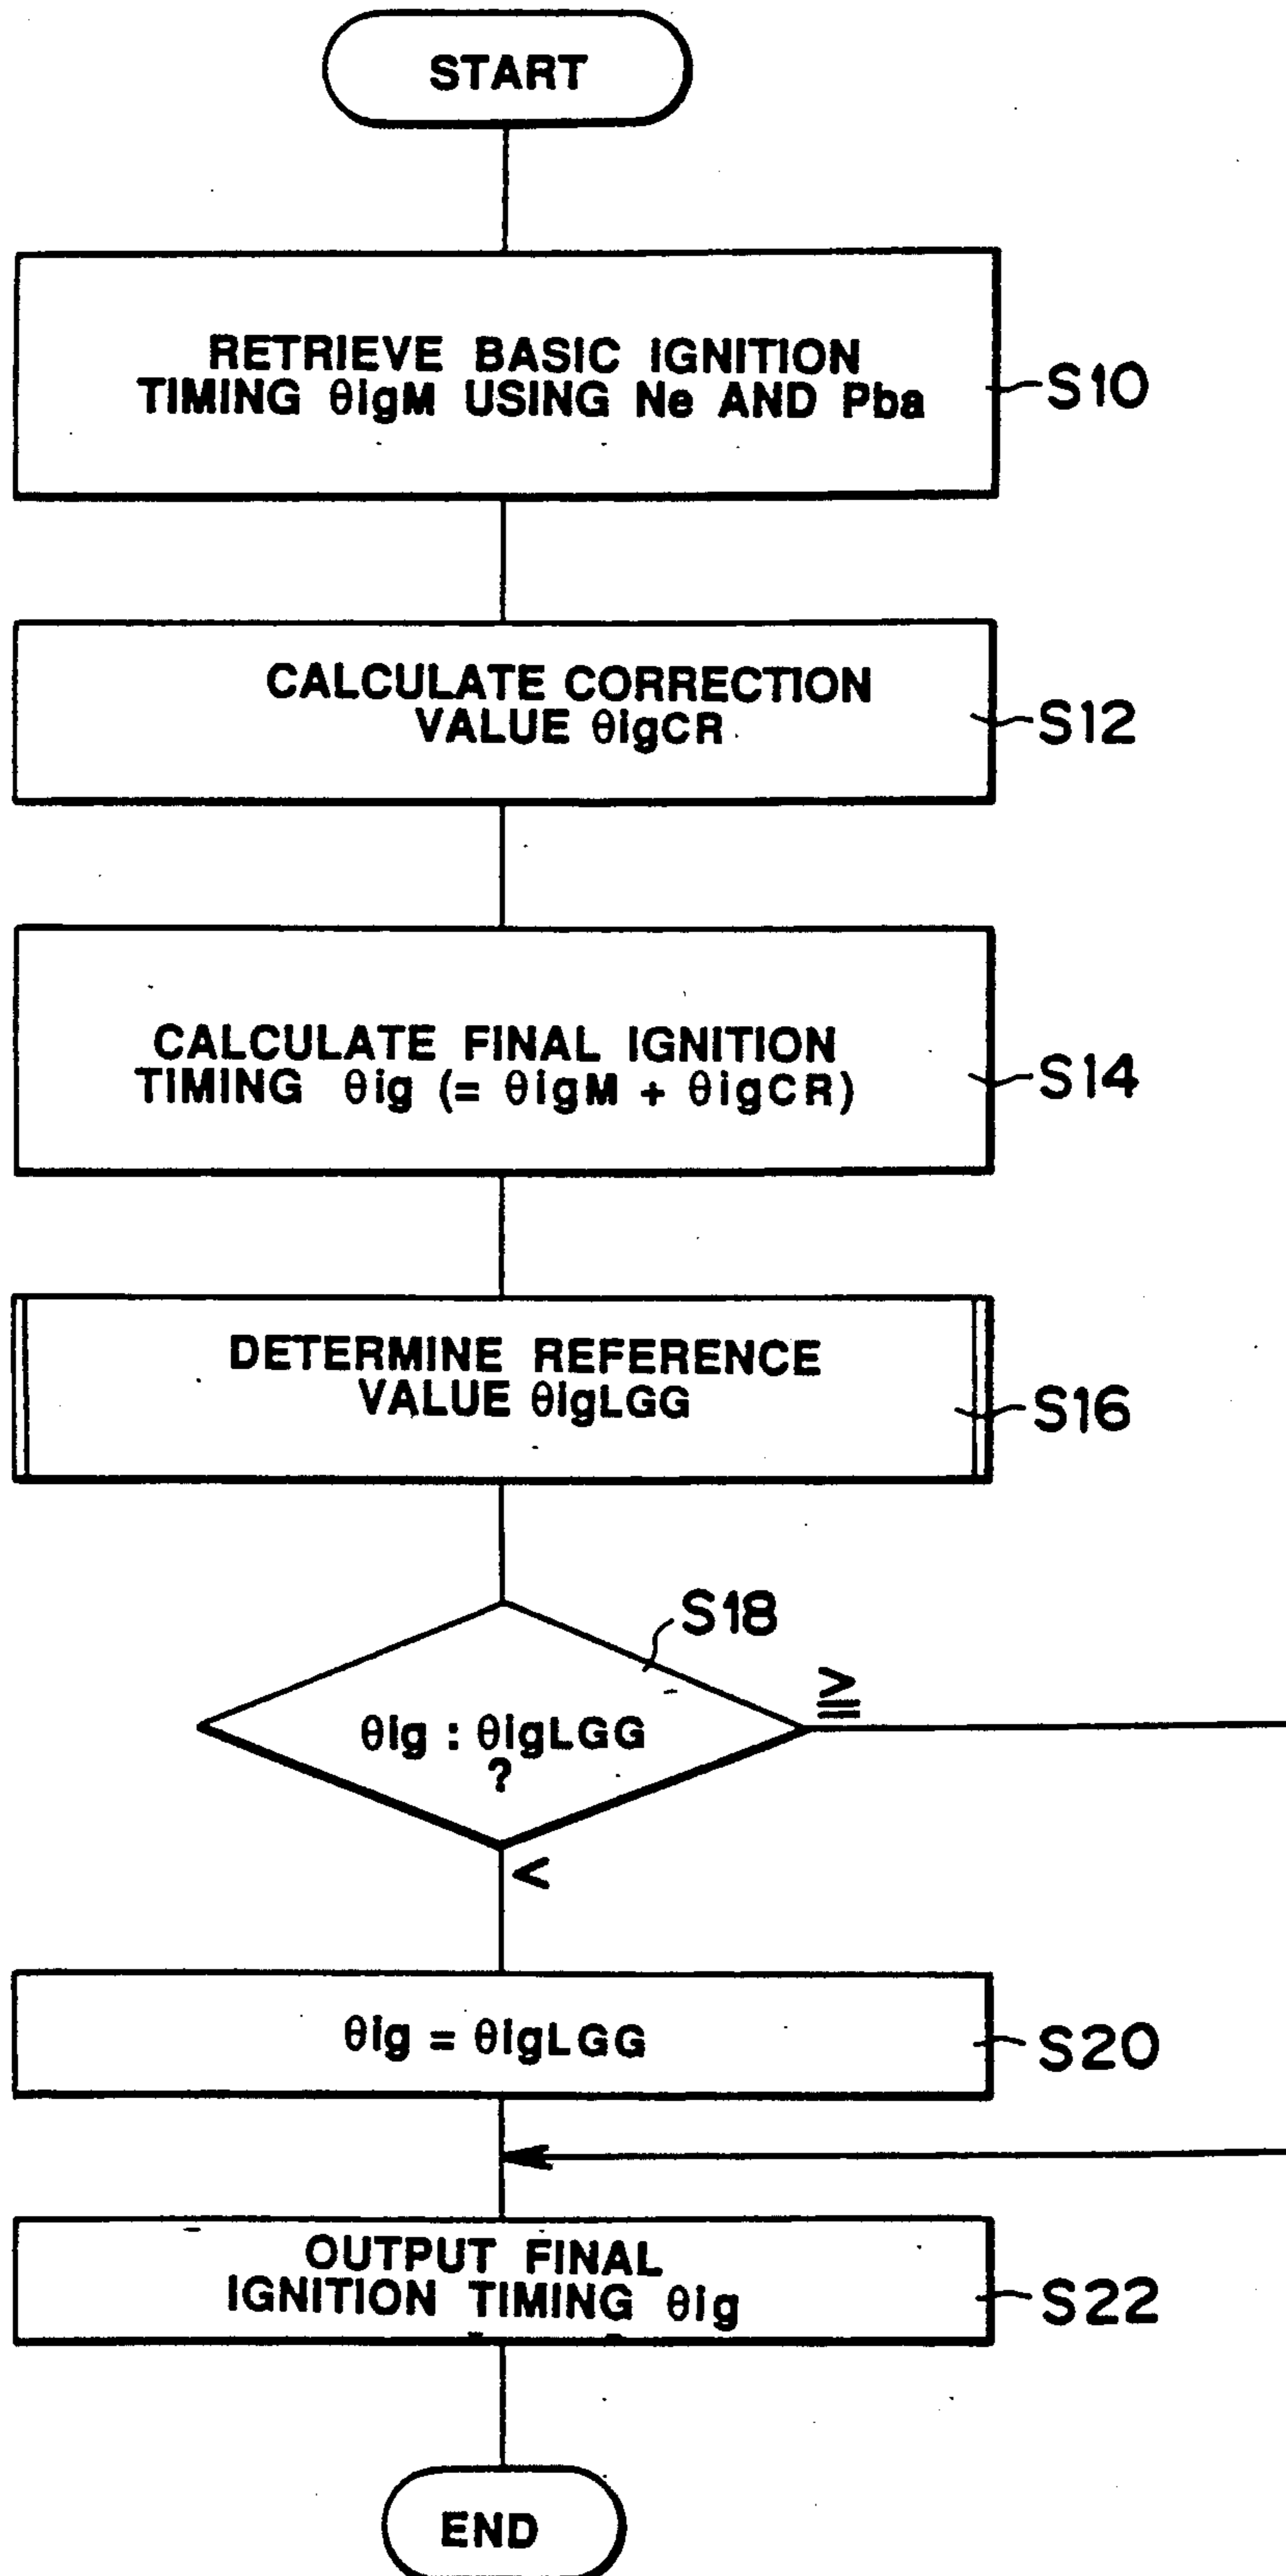 START
RETRIEVE BASIC IGNITION
TIMING θigM USING Ne AND Pba
S10
CALCULATE CORRECTION
VALUE θigCR
S12
CALCULATE FINAL IGNITION
TIMING θig (= θigM + θigCR)
S14
DETERMINE REFERENCE
VALUE θigLGG
S16
S18
θig : θigLGG
?
≧
<
θig = θigLGG
S20
OUTPUT FINAL
IGNITION TIMING θig
S22
END